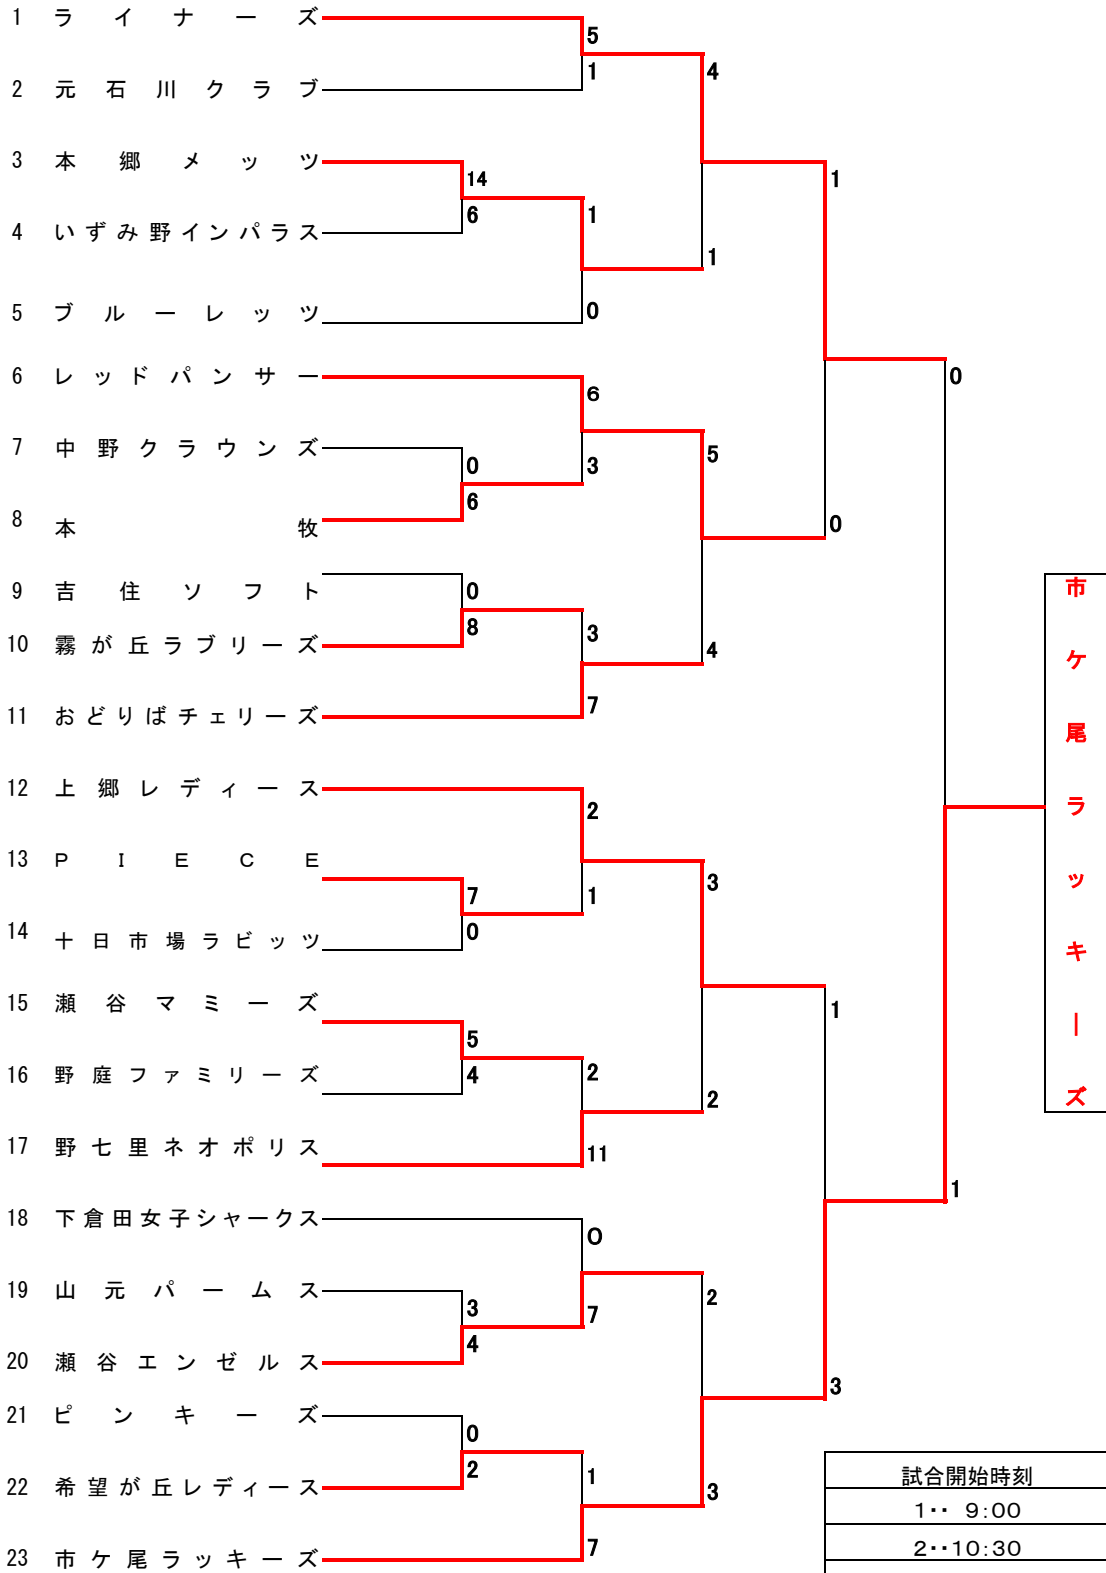 1 ライナーズ
5
1
4
2 元石川クラブ
3 本郷メッツ
14
6
1
1
4 いずみ野インパラス
1
5 ブルーレッツ
0
6 レッドパンサー
6
0
7 中野クラウンズ
0
3
5
6
8 本牧
0
9 吉住ソフト
0
8
3
4
10 霧が丘ラブリーズ
11 おどりばチェリーズ
7
12 上郷レディース
2
13 PIECE
7
1
3
0
14 十日市場ラビッツ
15 瀬谷マミーズ
5
4
2
2
1
16 野庭ファミリーズ
17 野七里ネオポリス
11
18 下倉田女子シャークス
0
1
19 山元パームス
3
4
7
2
20 瀬谷エンゼルス
3
21 ピンキーズ
0
2
1
3
22 希望が丘レディース
23 市ケ尾ラッキーズ
7
市ケ尾ラッキーズ
試合開始時刻
1‥ 9:00
2‥10:30